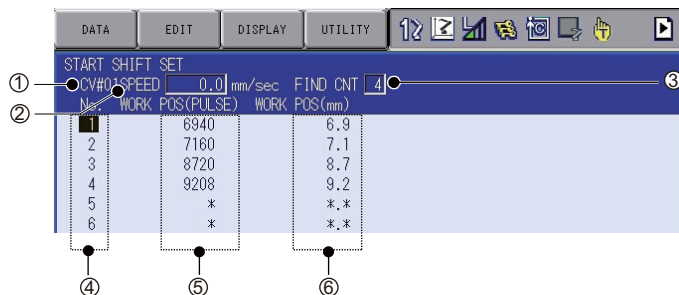 DATA EDIT DISPLAY UTILITY
START SHIFT SET
① CV#01 SPEED 0.0 mm/sec FIND CNT 4 ③
② No. WORK POS(PULSE) WORK POS(mm)
1 6940 6.9
2 7160 7.1
3 8720 8.7
4 9208 9.2
5 * *.*
6 * *.*
④ ⑤ ⑥